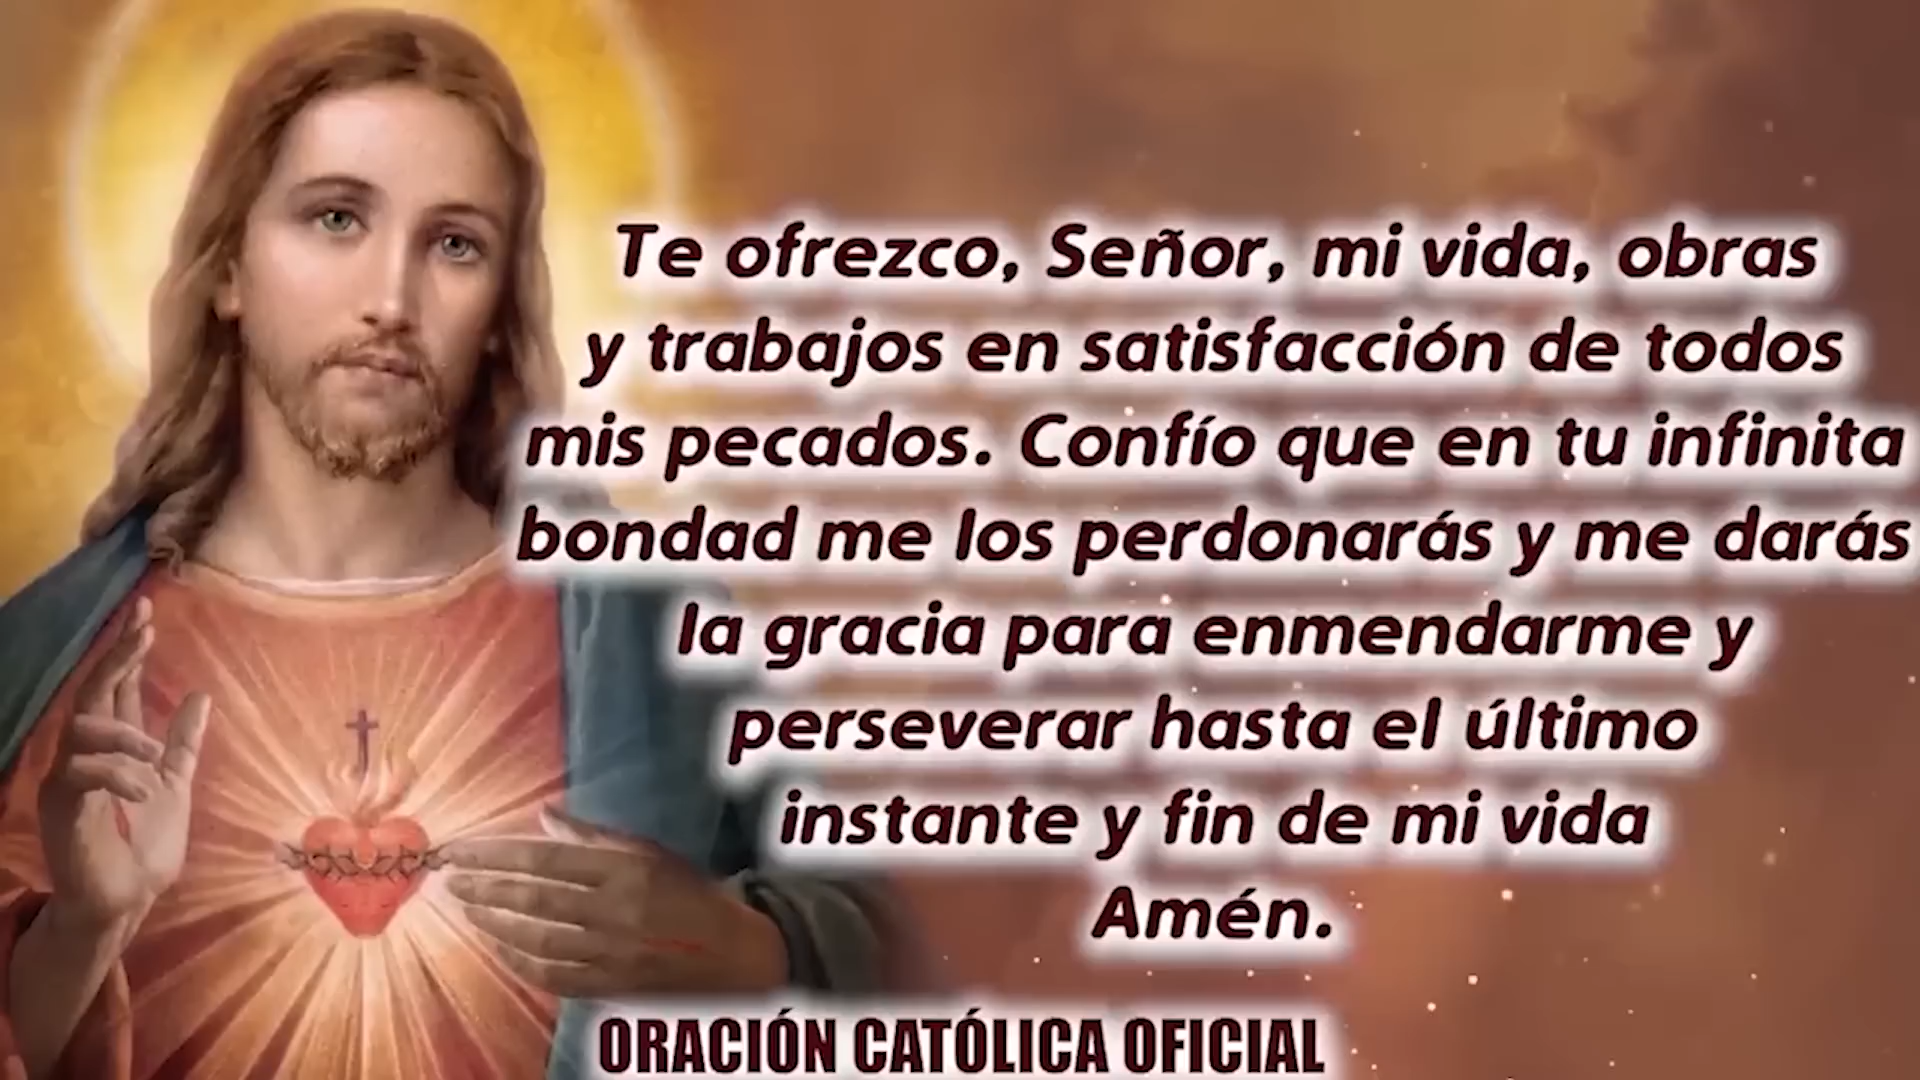 Te ofrezco, Señor, mi vida, obras
y trabajos en satisfacción de todos
mis pecados. Confío que en tu infinita
bondad me los perdonarás y me darás
la gracia para enmendarme y
perseverar hasta el último
instante y fin de mi vida
Amén.
ORACIÓN CATÓLICA OFICIAL